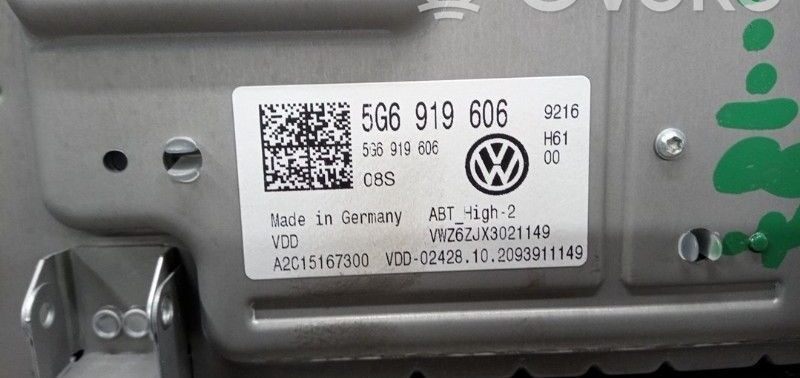 5G6 919 606 9216
5G6 919 606 H61
C8S 00
Made in Germany ABT_High-2
VDD VWZ6ZJX3021149
A2C15167300 VDD-02428.10.2093911149